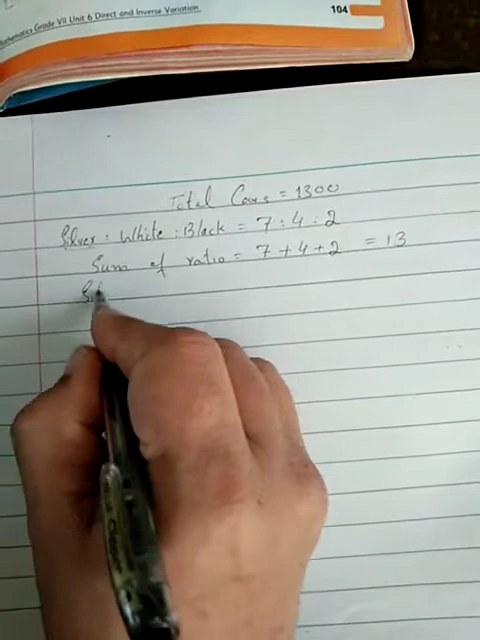 Mathematics Grade VII Unit 6 Direct and Inverse Variation
104
Total Cars = 1300
Silver : White : Black = 7 : 4 : 2
Sum of ratio = 7 + 4 + 2 = 13
Sil